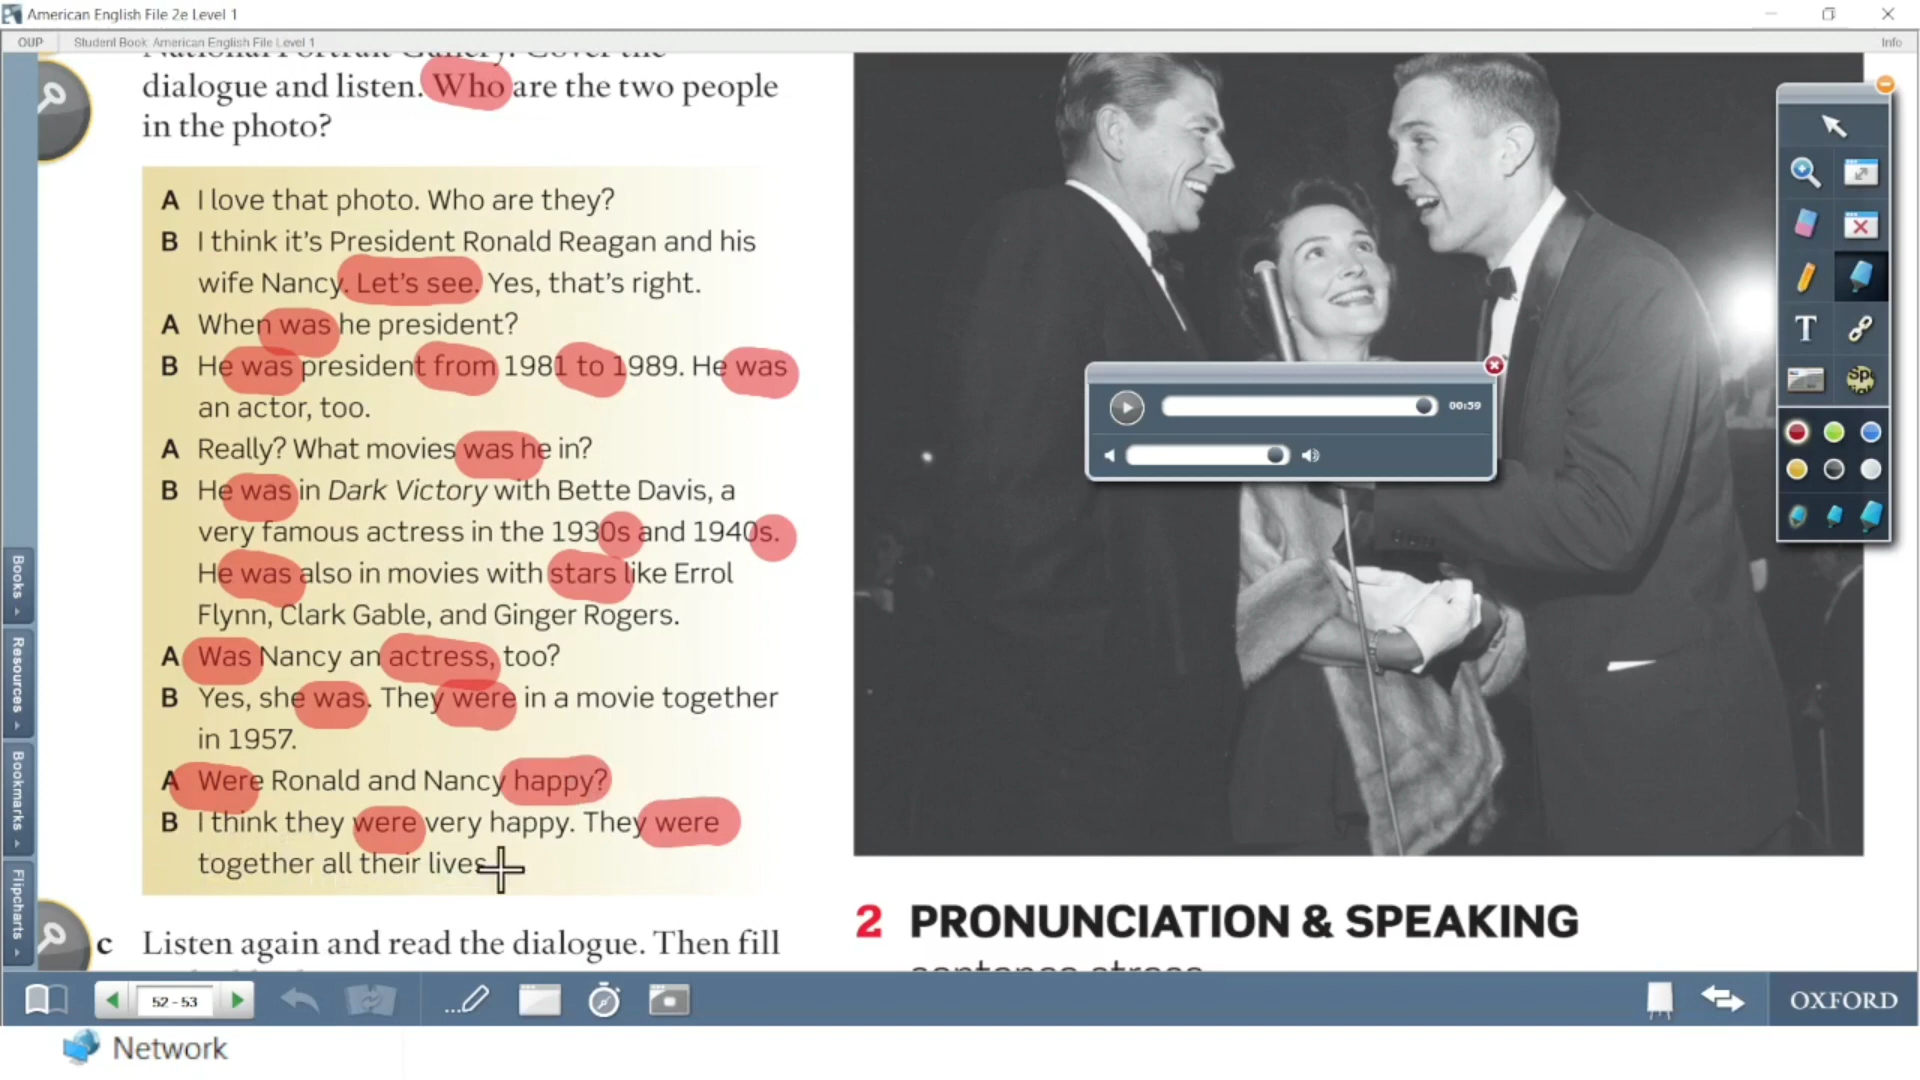 American English File 2e Level 1
OUP Student Book: American English File Level 1 Info
National Portrait Gallery. Cover the
dialogue and listen. Who are the two people
in the photo?
A I love that photo. Who are they?
B I think it's President Ronald Reagan and his
wife Nancy. Let's see. Yes, that's right.
A When was he president?
B He was president from 1981 to 1989. He was
an actor, too.
A Really? What movies was he in?
B He was in Dark Victory with Bette Davis, a
very famous actress in the 1930s and 1940s.
He was also in movies with stars like Errol
Flynn, Clark Gable, and Ginger Rogers.
A Was Nancy an actress, too?
B Yes, she was. They were in a movie together
in 1957.
A Were Ronald and Nancy happy?
B I think they were very happy. They were
together all their lives
c Listen again and read the dialogue. Then fill
00:59
T
2 PRONUNCIATION & SPEAKING
sentence stress
Books
Resources
Bookmarks
Flipcharts
52 - 53
OXFORD
Network